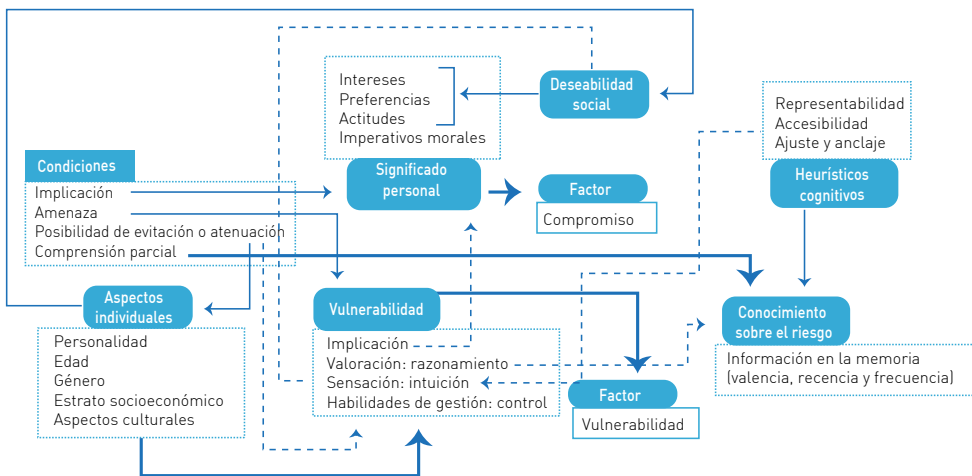 Intereses
Preferencias
Actitudes
Imperativos morales
Deseabilidad
social
Representabilidad
Accesibilidad
Ajuste y anclaje
Condiciones
Implicación
Amenaza
Posibilidad de evitación o atenuación
Comprensión parcial
Significado
personal
Factor
Compromiso
Heurísticos
cognitivos
Aspectos
individuales
Personalidad
Edad
Género
Estrato socioeconómico
Aspectos culturales
Vulnerabilidad
Implicación
Valoración: razonamiento
Sensación: intuición
Habilidades de gestión: control
Factor
Vulnerabilidad
Conocimiento
sobre el riesgo
Información en la memoria
(valencia, recencia y frecuencia)